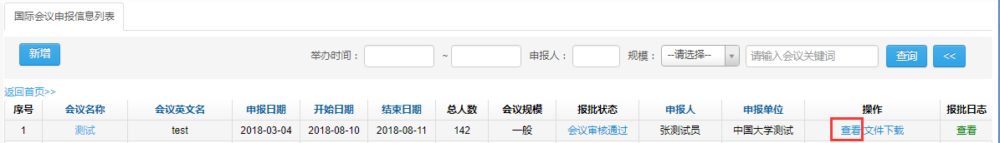 国际会议申报信息列表
新增 举办时间： ~ 申报人： 规模： --请选择-- 请输入会议关键词 查询 <<
返回首页>>
序号 会议名称 会议英文名 申报日期 开始日期 结束日期 总人数 会议规模 报批状态 申报人 申报单位 操作 报批日志
1 测试 test 2018-03-04 2018-08-10 2018-08-11 142 一般 会议审核通过 张测试员 中国大学测试 查看 文件下载 查看